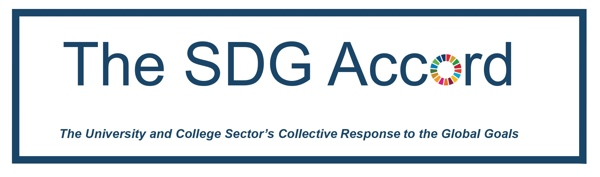 The SDG Accord
The University and College Sector's Collective Response to the Global Goals